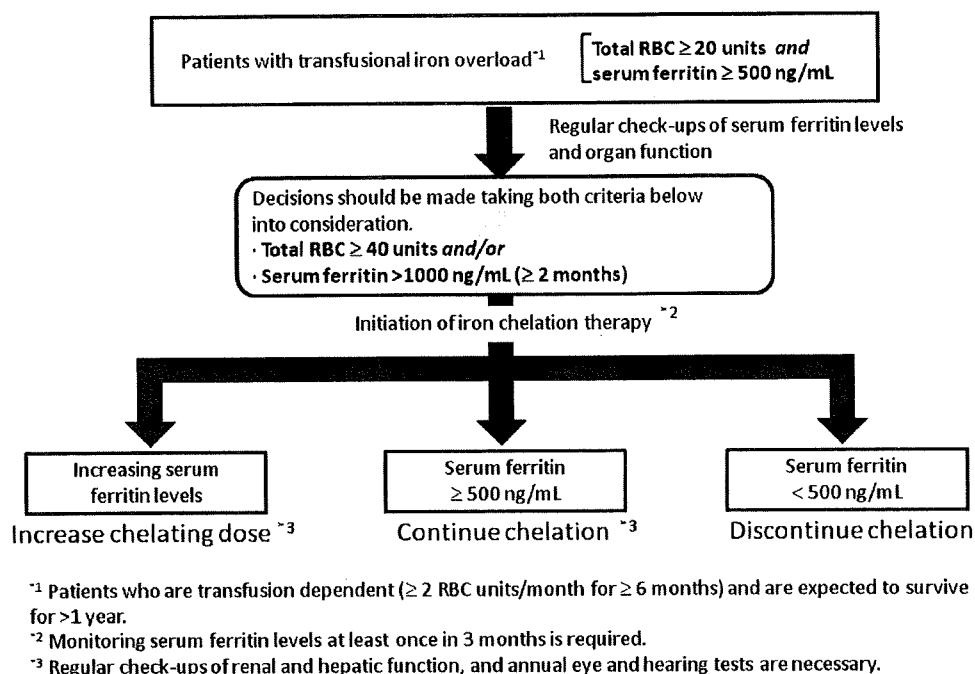 Patients with transfusional iron overload*1
Total RBC ≥ 20 units and
serum ferritin ≥ 500 ng/mL
Regular check-ups of serum ferritin levels
and organ function
Decisions should be made taking both criteria below
into consideration.
· Total RBC ≥ 40 units and/or
· Serum ferritin >1000 ng/mL (≥ 2 months)
Initiation of iron chelation therapy *2
Increasing serum
ferritin levels
Increase chelating dose *3
Serum ferritin
≥ 500 ng/mL
Continue chelation *3
Serum ferritin
< 500 ng/mL
Discontinue chelation
*1 Patients who are transfusion dependent (≥ 2 RBC units/month for ≥ 6 months) and are expected to survive
for >1 year.
*2 Monitoring serum ferritin levels at least once in 3 months is required.
*3 Regular check-ups of renal and hepatic function, and annual eye and hearing tests are necessary.